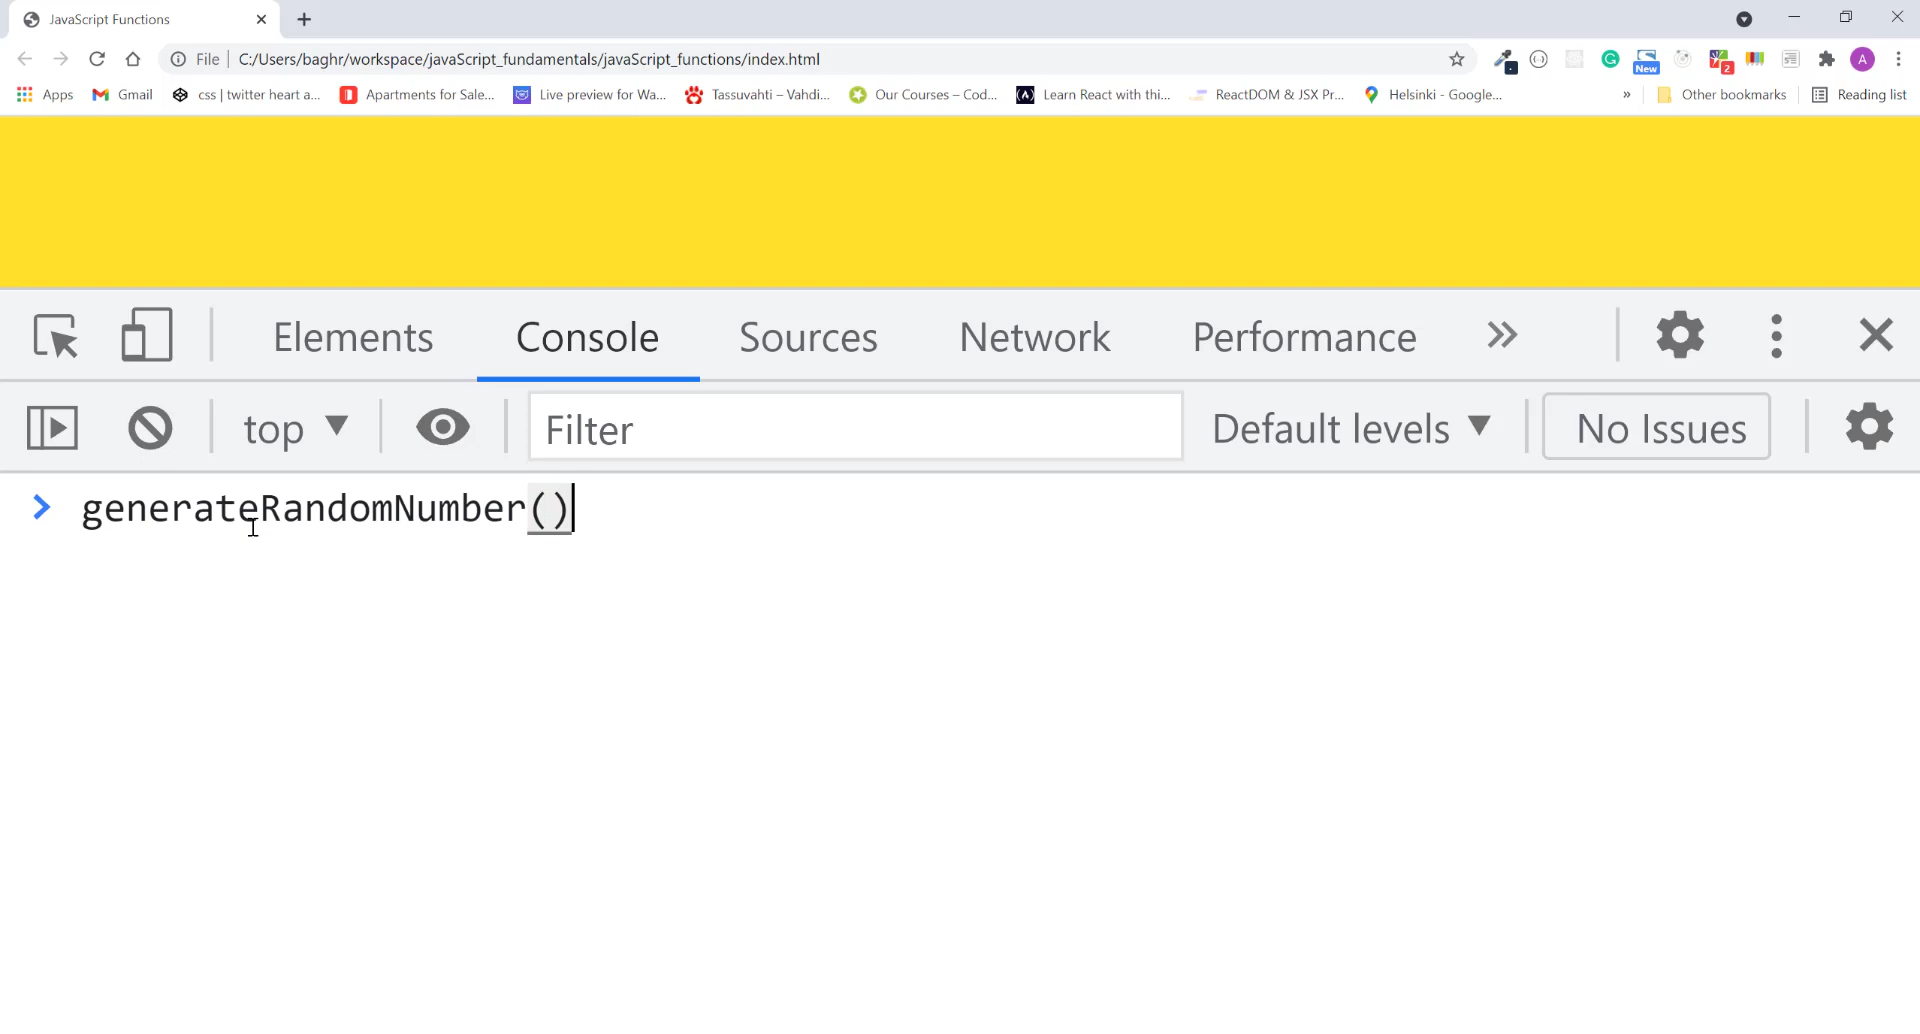 JavaScript Functions
File C:/Users/baghr/workspace/javaScript_fundamentals/javaScript_functions/index.html
New 2 A
Apps Gmail css | twitter heart a... Apartments for Sale... Live preview for Wa... Tassuvahti – Vahdi... Our Courses – Cod... Learn React with thi... ReactDOM & JSX Pr... Helsinki - Google... » Other bookmarks Reading list
Elements Console Sources Network Performance »
top Filter Default levels No Issues
> generateRandomNumber()